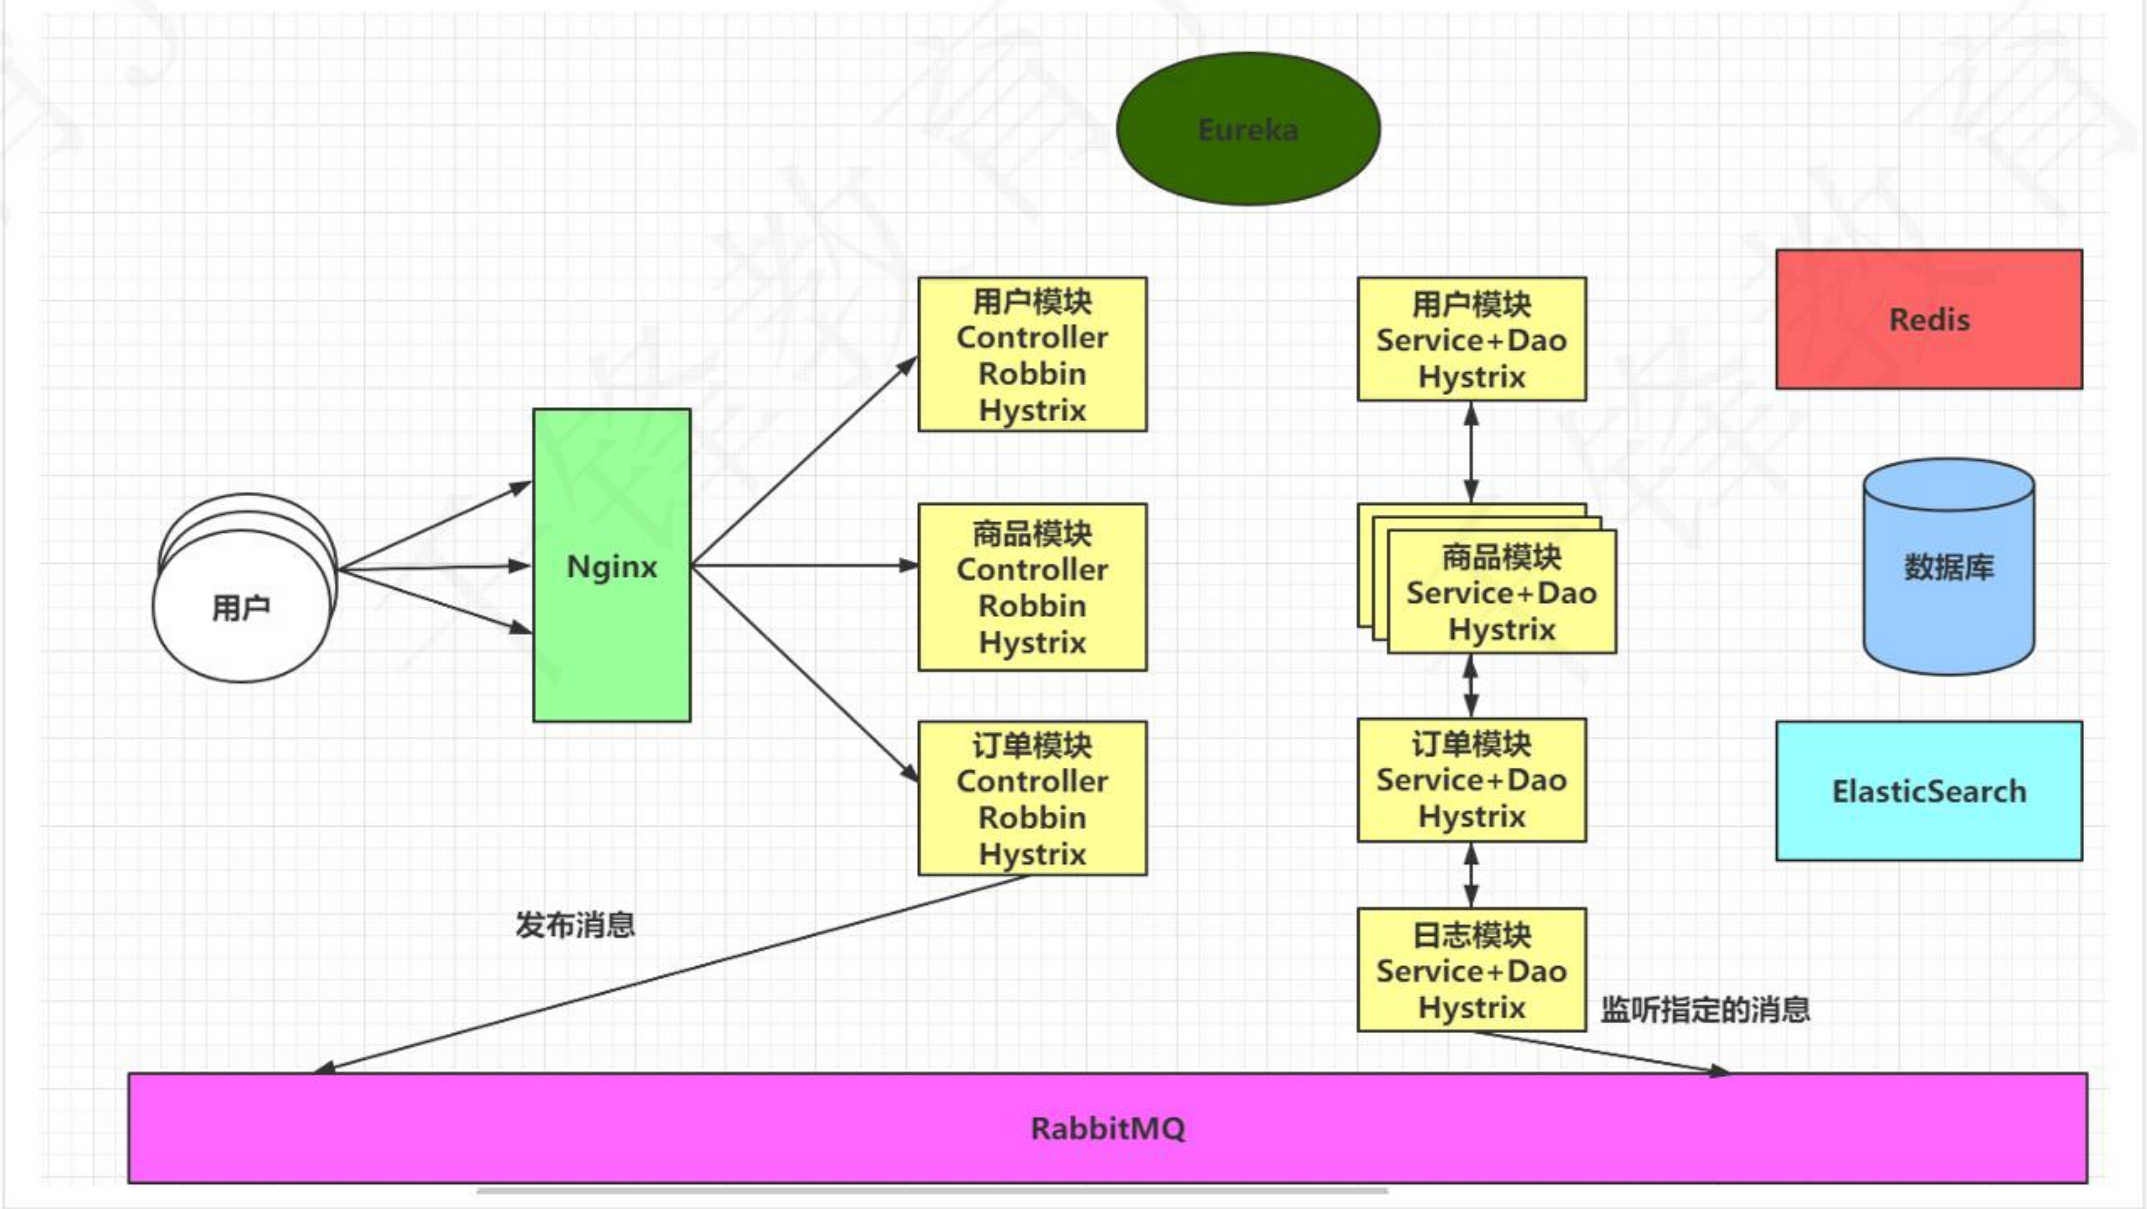 Eureka
用户模块
Controller
Robbin
Hystrix
用户模块
Service+Dao
Hystrix
Redis
用户
Nginx
商品模块
Controller
Robbin
Hystrix
商品模块
Service+Dao
Hystrix
数据库
订单模块
Controller
Robbin
Hystrix
订单模块
Service+Dao
Hystrix
ElasticSearch
发布消息
日志模块
Service+Dao
Hystrix
监听指定的消息
RabbitMQ